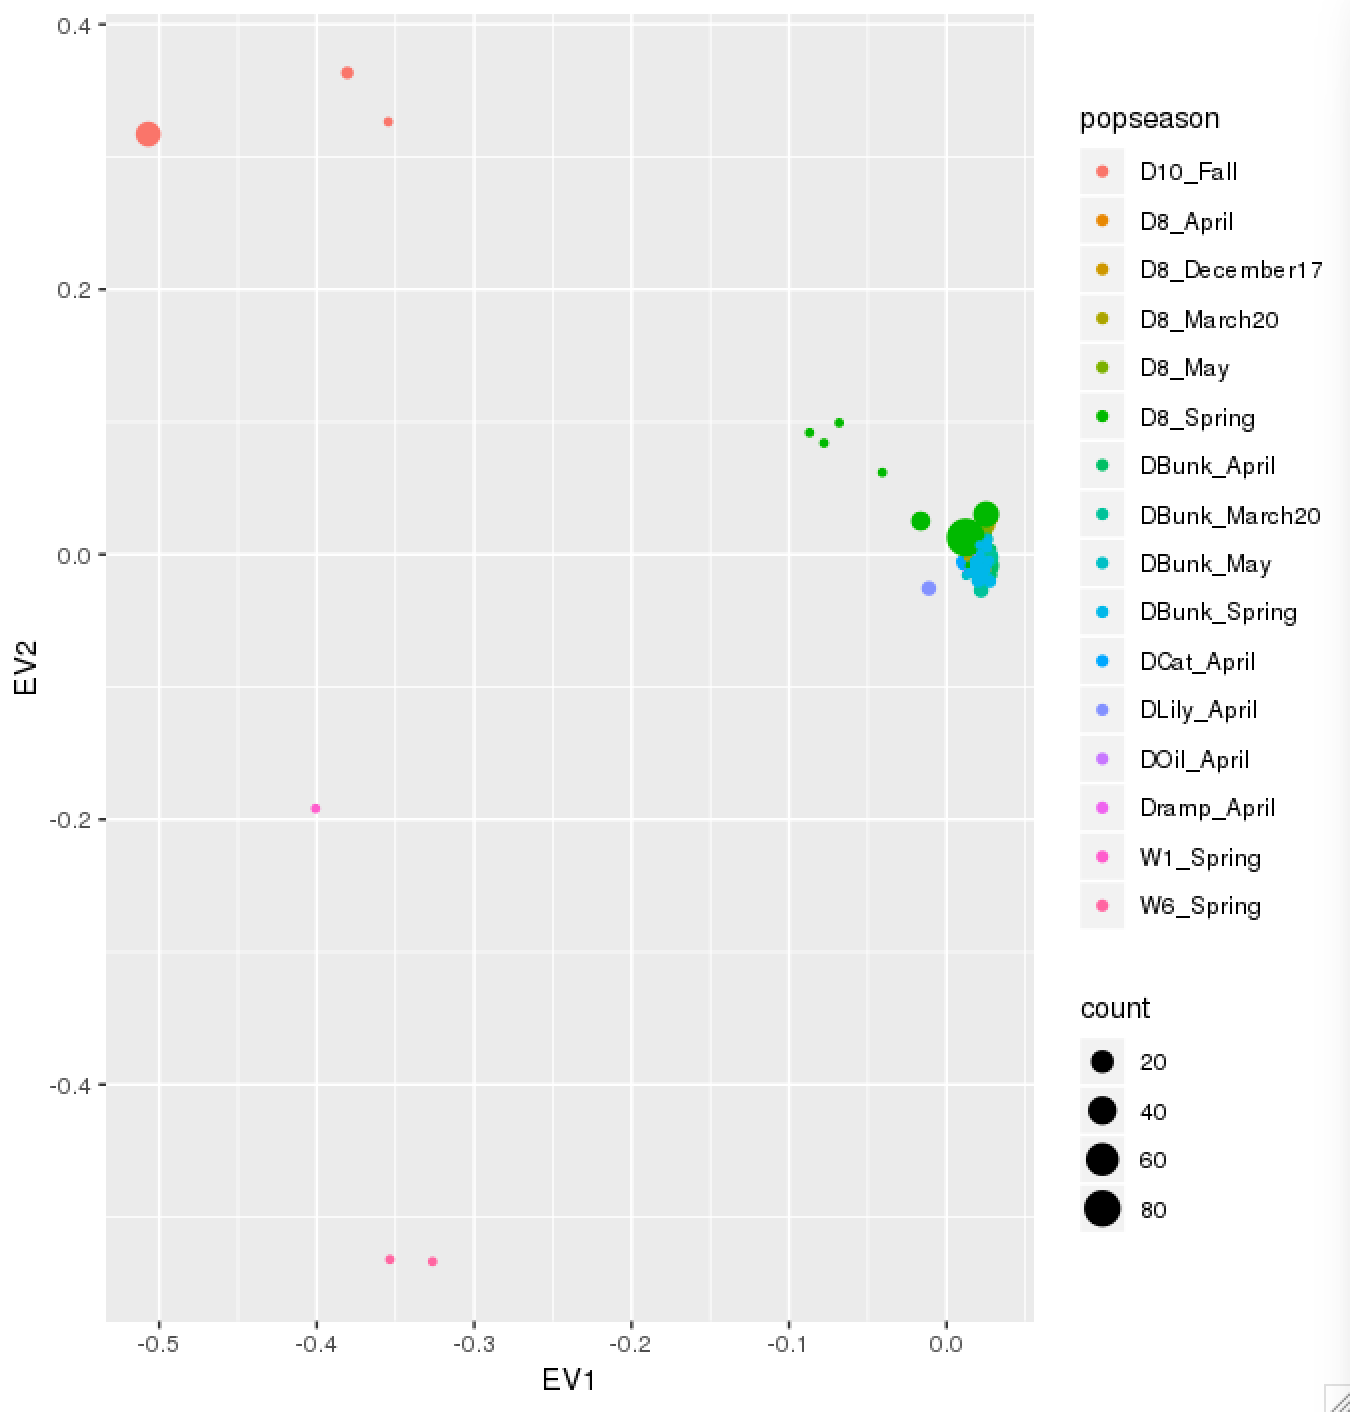 0.4
0.2
0.0
-0.2
-0.4
EV2
-0.5
-0.4
-0.3
-0.2
-0.1
0.0
EV1
popseason
D10_Fall
D8_April
D8_December17
D8_March20
D8_May
D8_Spring
DBunk_April
DBunk_March20
DBunk_May
DBunk_Spring
DCat_April
DLily_April
DOil_April
Dramp_April
W1_Spring
W6_Spring
count
20
40
60
80